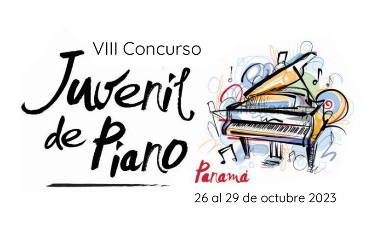 VIII Concurso
Juvenil
de Piano
Panamá
26 al 29 de octubre 2023